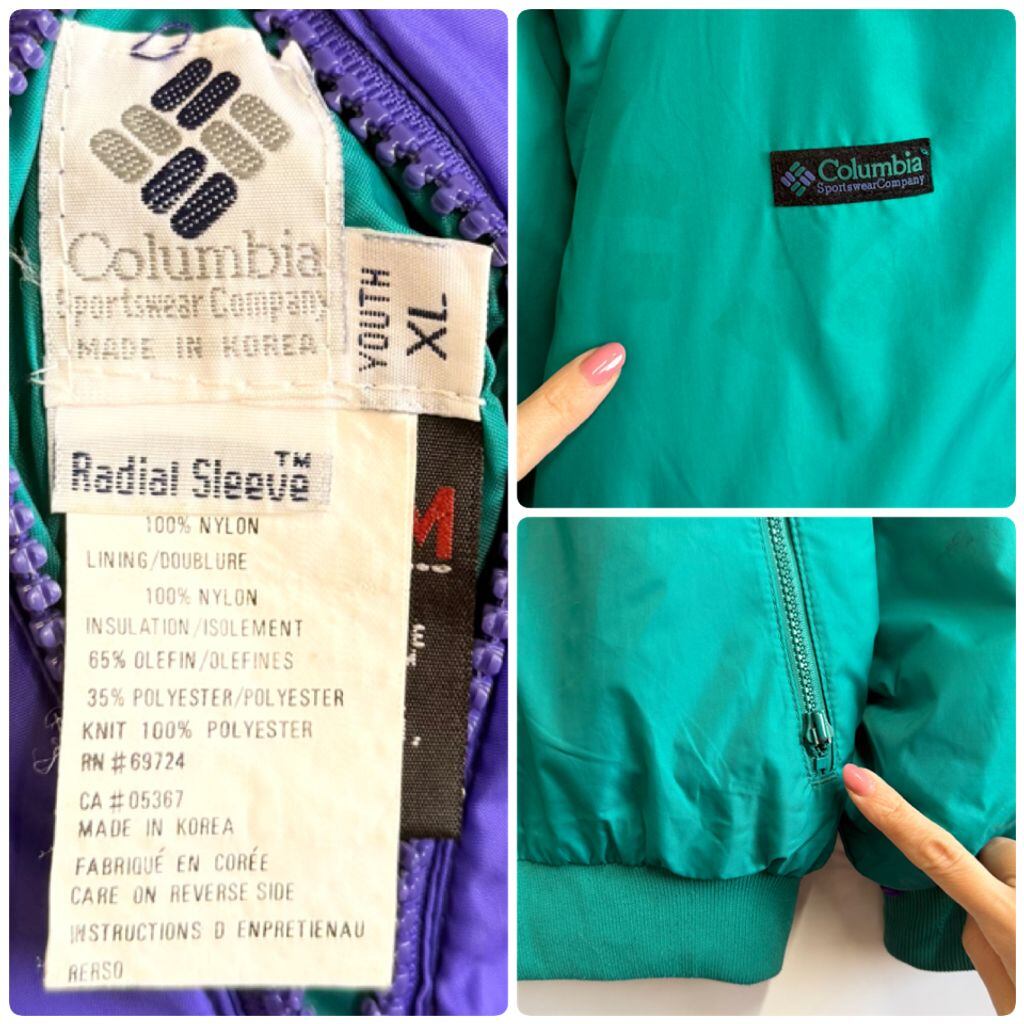 Columbia
Sportswear Company
MADE IN KOREA
YOUTH
XL
Radial Sleeve™
100% NYLON
LINING/DOUBLURE
100% NYLON
INSULATION/ISOLEMENT
65% OLEFIN/OLEFINES
35% POLYESTER/POLYESTER
KNIT 100% POLYESTER
RN #69724
CA #05367
MADE IN KOREA
FABRIQUÉ EN CORÉE
CARE ON REVERSE SIDE
INSTRUCTIONS D ENPRETIENAU
RERSO
M
Columbia
SportswearCompany